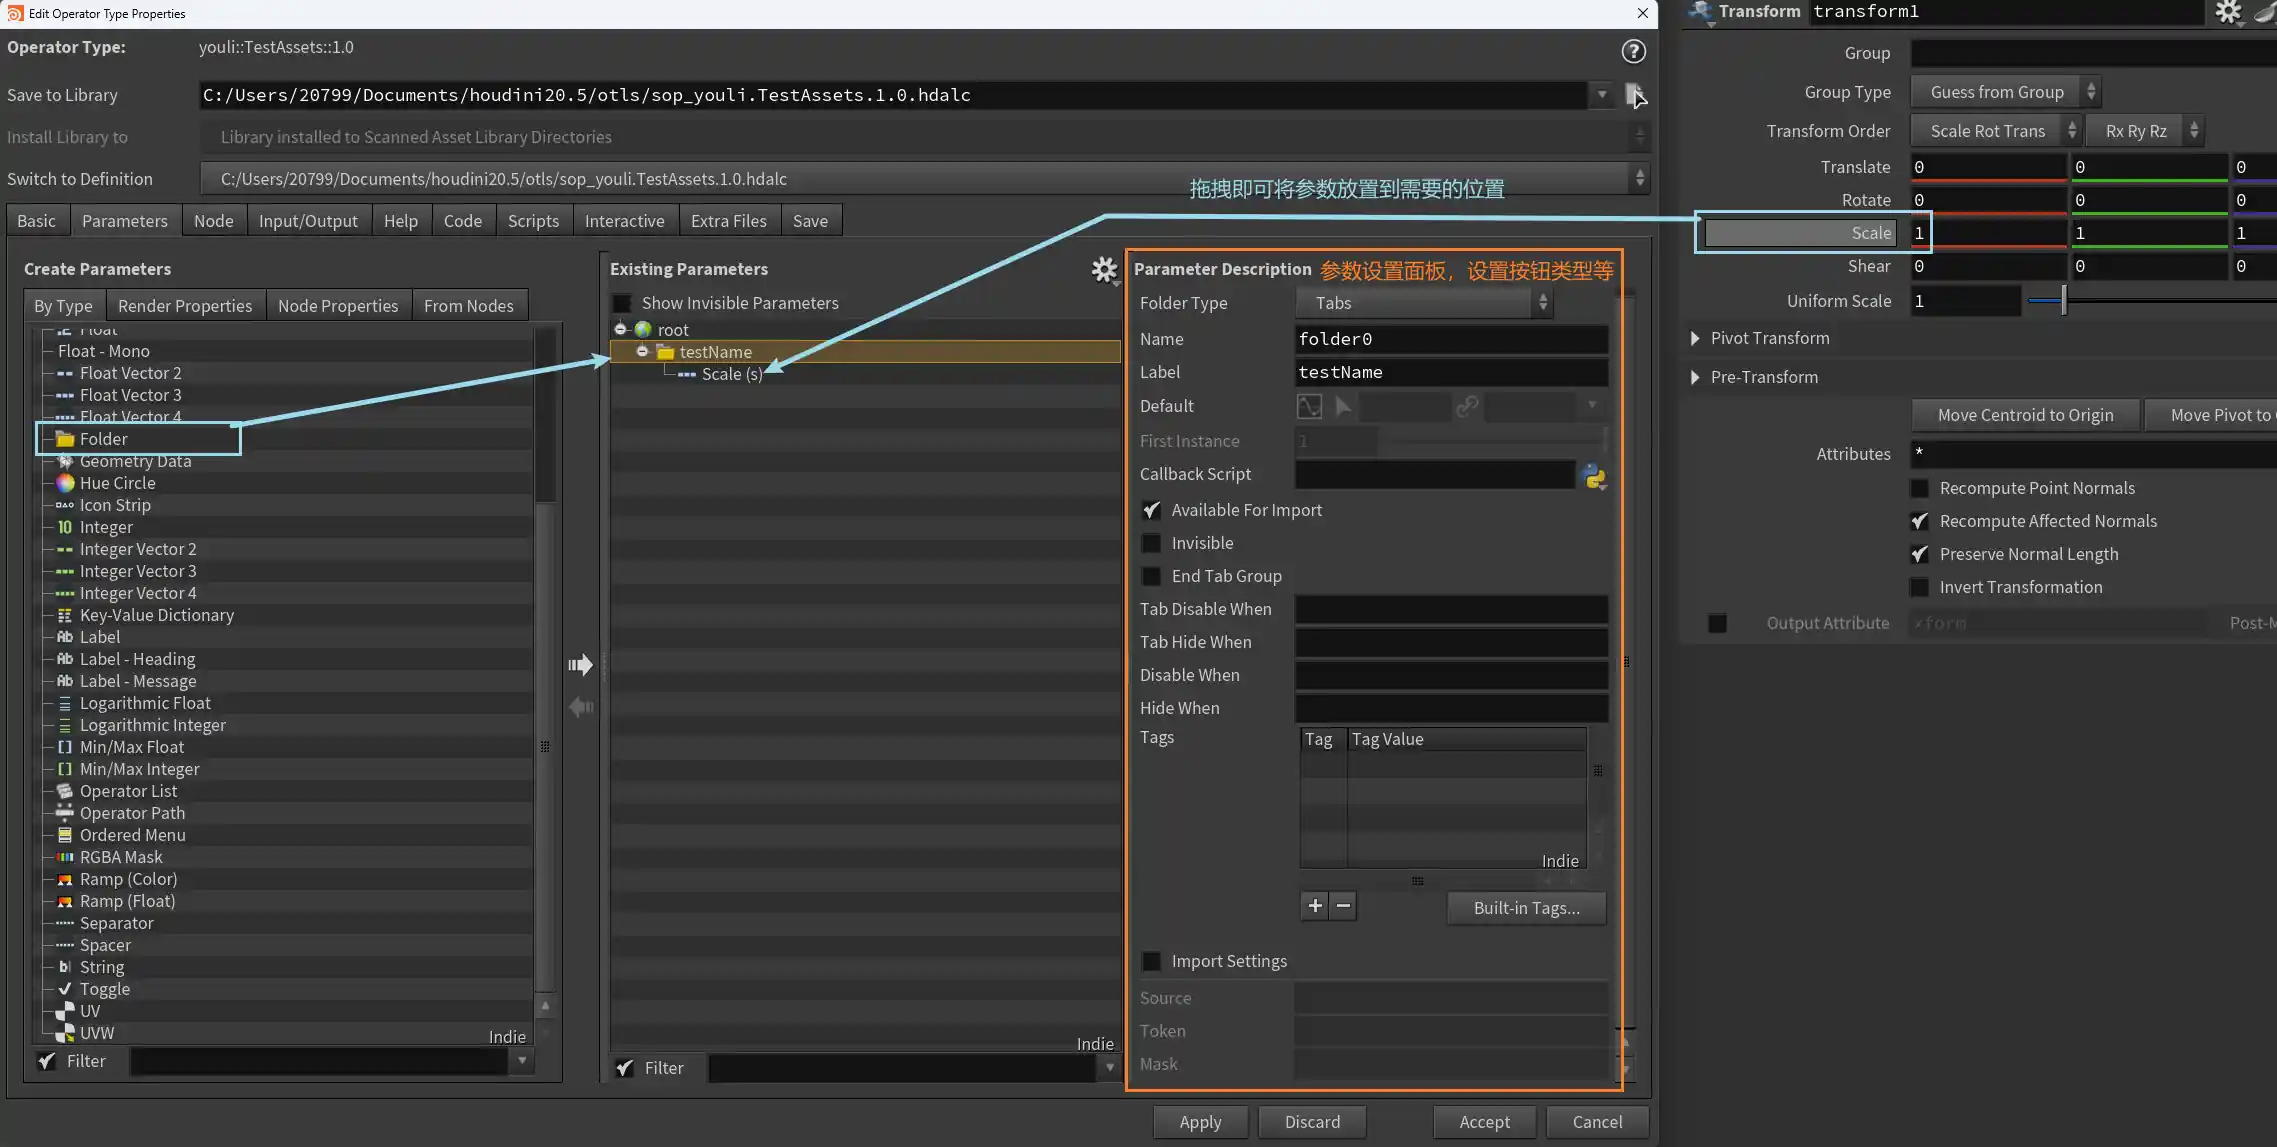 Edit Operator Type Properties
Operator Type: youli::TestAssets::1.0
Save to Library C:/Users/20799/Documents/houdini20.5/otls/sop_youli.TestAssets.1.0.hdalc
Install Library to Library installed to Scanned Asset Library Directories
Switch to Definition C:/Users/20799/Documents/houdini20.5/otls/sop_youli.TestAssets.1.0.hdalc
拖拽即可将参数放置到需要的位置
Basic Parameters Node Input/Output Help Code Scripts Interactive Extra Files Save
Create Parameters
By Type Render Properties Node Properties From Nodes
Float
Float - Mono
Float Vector 2
Float Vector 3
Float Vector 4
Folder
Geometry Data
Hue Circle
Icon Strip
Integer
Integer Vector 2
Integer Vector 3
Integer Vector 4
Key-Value Dictionary
Label
Label - Heading
Label - Message
Logarithmic Float
Logarithmic Integer
Min/Max Float
Min/Max Integer
Operator List
Operator Path
Ordered Menu
RGBA Mask
Ramp (Color)
Ramp (Float)
Separator
Spacer
String
Toggle
UV
UVW
Indie
Filter
Existing Parameters
Show Invisible Parameters
root
testName
Scale (s)
Indie
Filter
Parameter Description 参数设置面板，设置按钮类型等
Folder Type Tabs
Name folder0
Label testName
Default
First Instance 1
Callback Script
Available For Import
Invisible
End Tab Group
Tab Disable When
Tab Hide When
Disable When
Hide When
Tags Tag Tag Value
Indie
+ −
Built-in Tags...
Import Settings
Source
Token
Mask
Apply Discard Accept Cancel
Transform transform1
Group
Group Type Guess from Group
Transform Order Scale Rot Trans Rx Ry Rz
Translate 0 0 0
Rotate 0 0 0
Scale 1 1 1
Shear 0 0 0
Uniform Scale 1
Pivot Transform
Pre-Transform
Move Centroid to Origin Move Pivot to
Attributes *
Recompute Point Normals
Recompute Affected Normals
Preserve Normal Length
Invert Transformation
Output Attribute xform Post-M